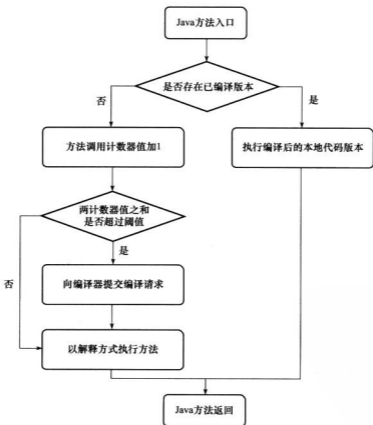 Java方法入口
是否存在已编译版本
否
是
方法调用计数器值加1
执行编译后的本地代码版本
两计数器值之和
是否超过阈值
是
否
向编译器提交编译请求
以解释方式执行方法
Java方法返回